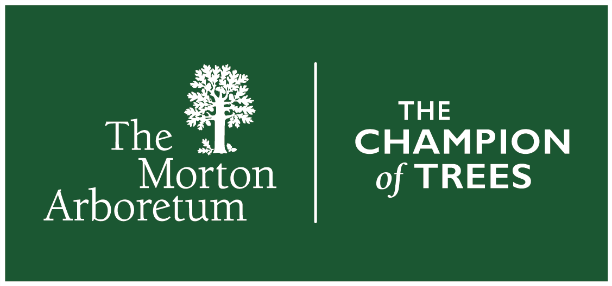 The
Morton
Arboretum
THE
CHAMPION
of TREES